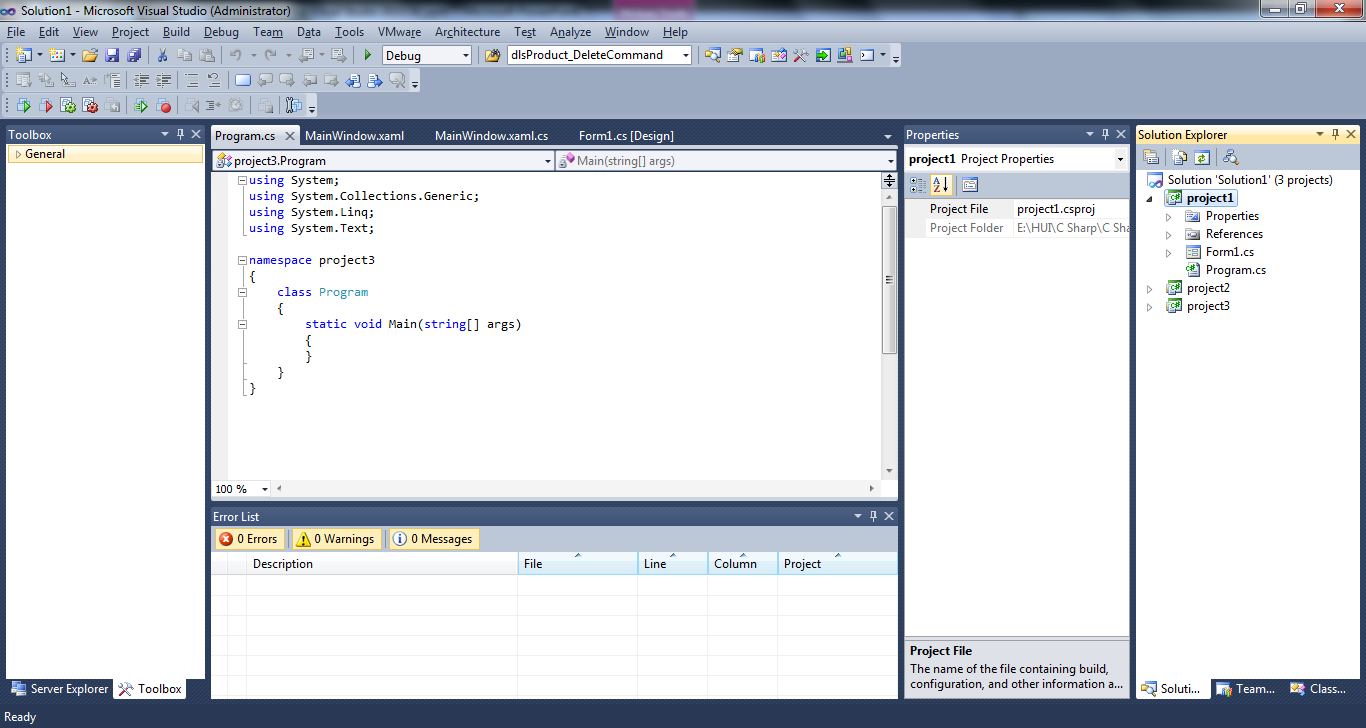 Solution1 - Microsoft Visual Studio (Administrator)
File Edit View Project Build Debug Team Data Tools VMware Architecture Test Analyze Window Help
Debug dlsProduct_DeleteCommand
Toolbox
General
Server Explorer Toolbox
Program.cs MainWindow.xaml MainWindow.xaml.cs Form1.cs [Design]
project3.Program Main(string[] args)
using System;
using System.Collections.Generic;
using System.Linq;
using System.Text;
namespace project3
{
class Program
{
static void Main(string[] args)
{
}
}
}
100 %
Error List
0 Errors 0 Warnings 0 Messages
Description File Line Column Project
Properties
project1 Project Properties
Project File project1.csproj
Project Folder E:\HUI\C Sharp\C Sha
Project File
The name of the file containing build,
configuration, and other information a...
Solution Explorer
Solution 'Solution1' (3 projects)
project1
Properties
References
Form1.cs
Program.cs
project2
project3
Soluti... Team... Class...
Ready